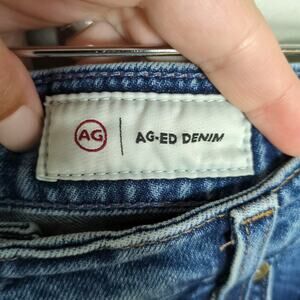 AG | AG-ED DENIM